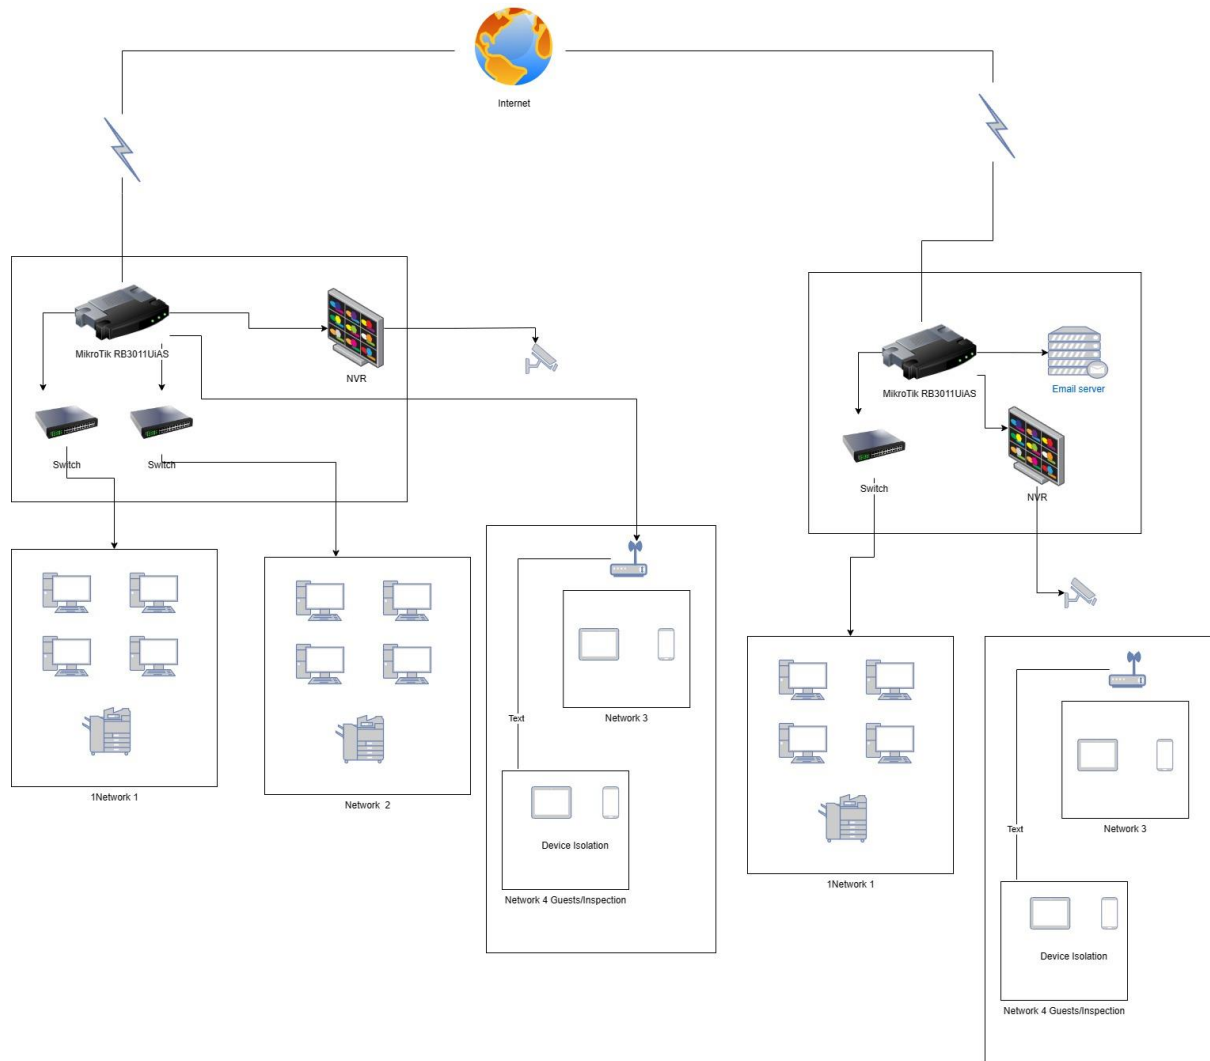 Internet
MikroTik RB3011UiAS
NVR
Switch
Switch
1Network 1
Network 2
Text
Network 3
Device Isolation
Network 4 Guests/Inspection
MikroTik RB3011UiAS
Email server
Switch
NVR
1Network 1
Text
Network 3
Device Isolation
Network 4 Guests/Inspection